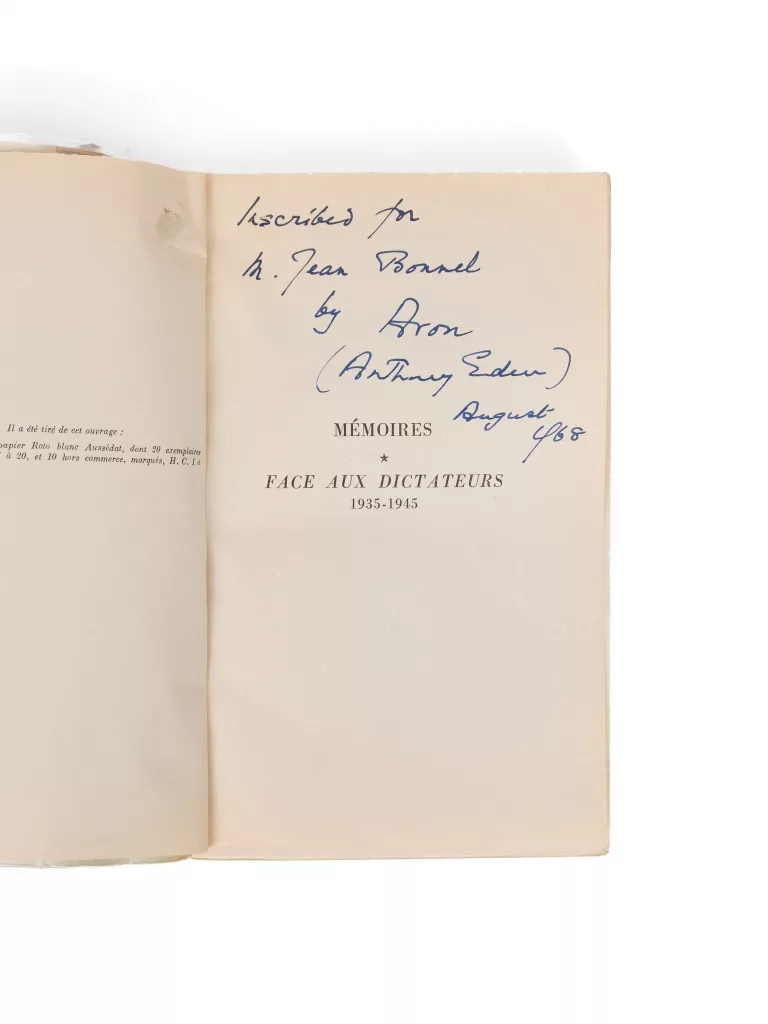 Il a été tiré de cet ouvrage :
papier Roto blanc Aussédat, dont 20 exemplaires
à 20, et 10 hors commerce, marqués, H. C. 1 à
Inscribed for
M. Jean Bonnel
by Avon
(Anthony Eden)
August
1968
MÉMOIRES
★
FACE AUX DICTATEURS
1935-1945